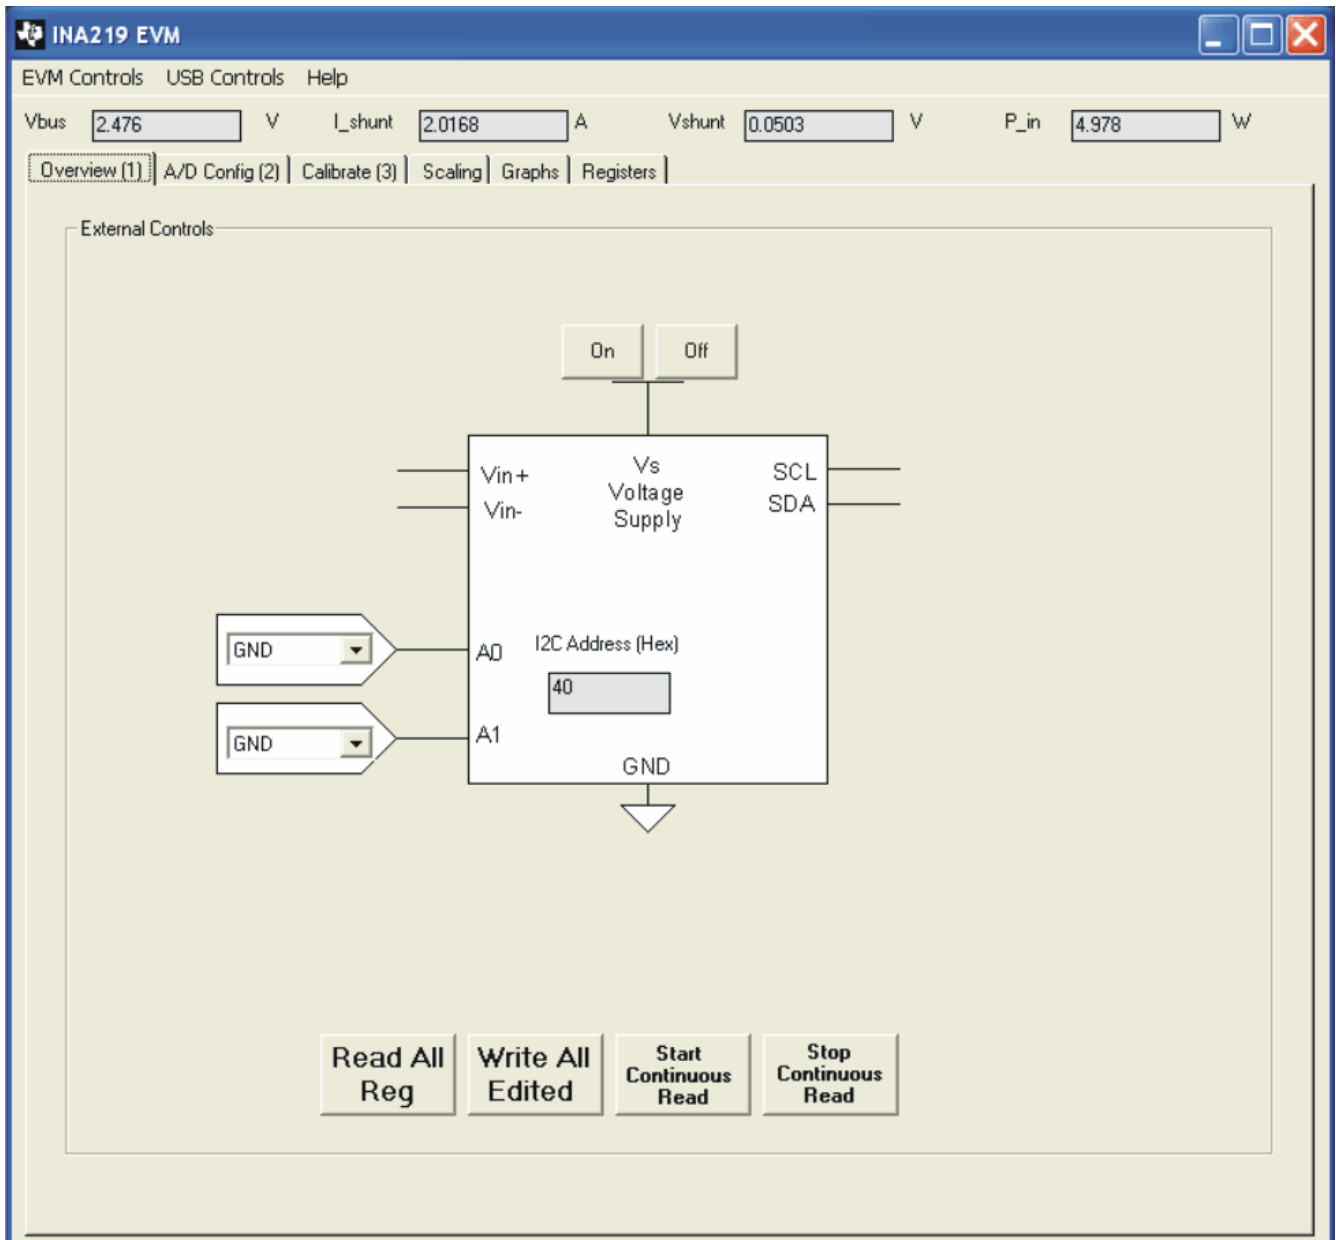 INA219 EVM
EVM Controls USB Controls Help
Vbus 2.476 V I_shunt 2.0168 A Vshunt 0.0503 V P_in 4.978 W
Overview (1) A/D Config (2) Calibrate (3) Scaling Graphs Registers
External Controls
On Off
Vin+ Vs SCL
Voltage
Vin- Supply SDA
GND A0 I2C Address (Hex)
40
GND A1
GND
Read All Reg
Write All Edited
Start Continuous Read
Stop Continuous Read